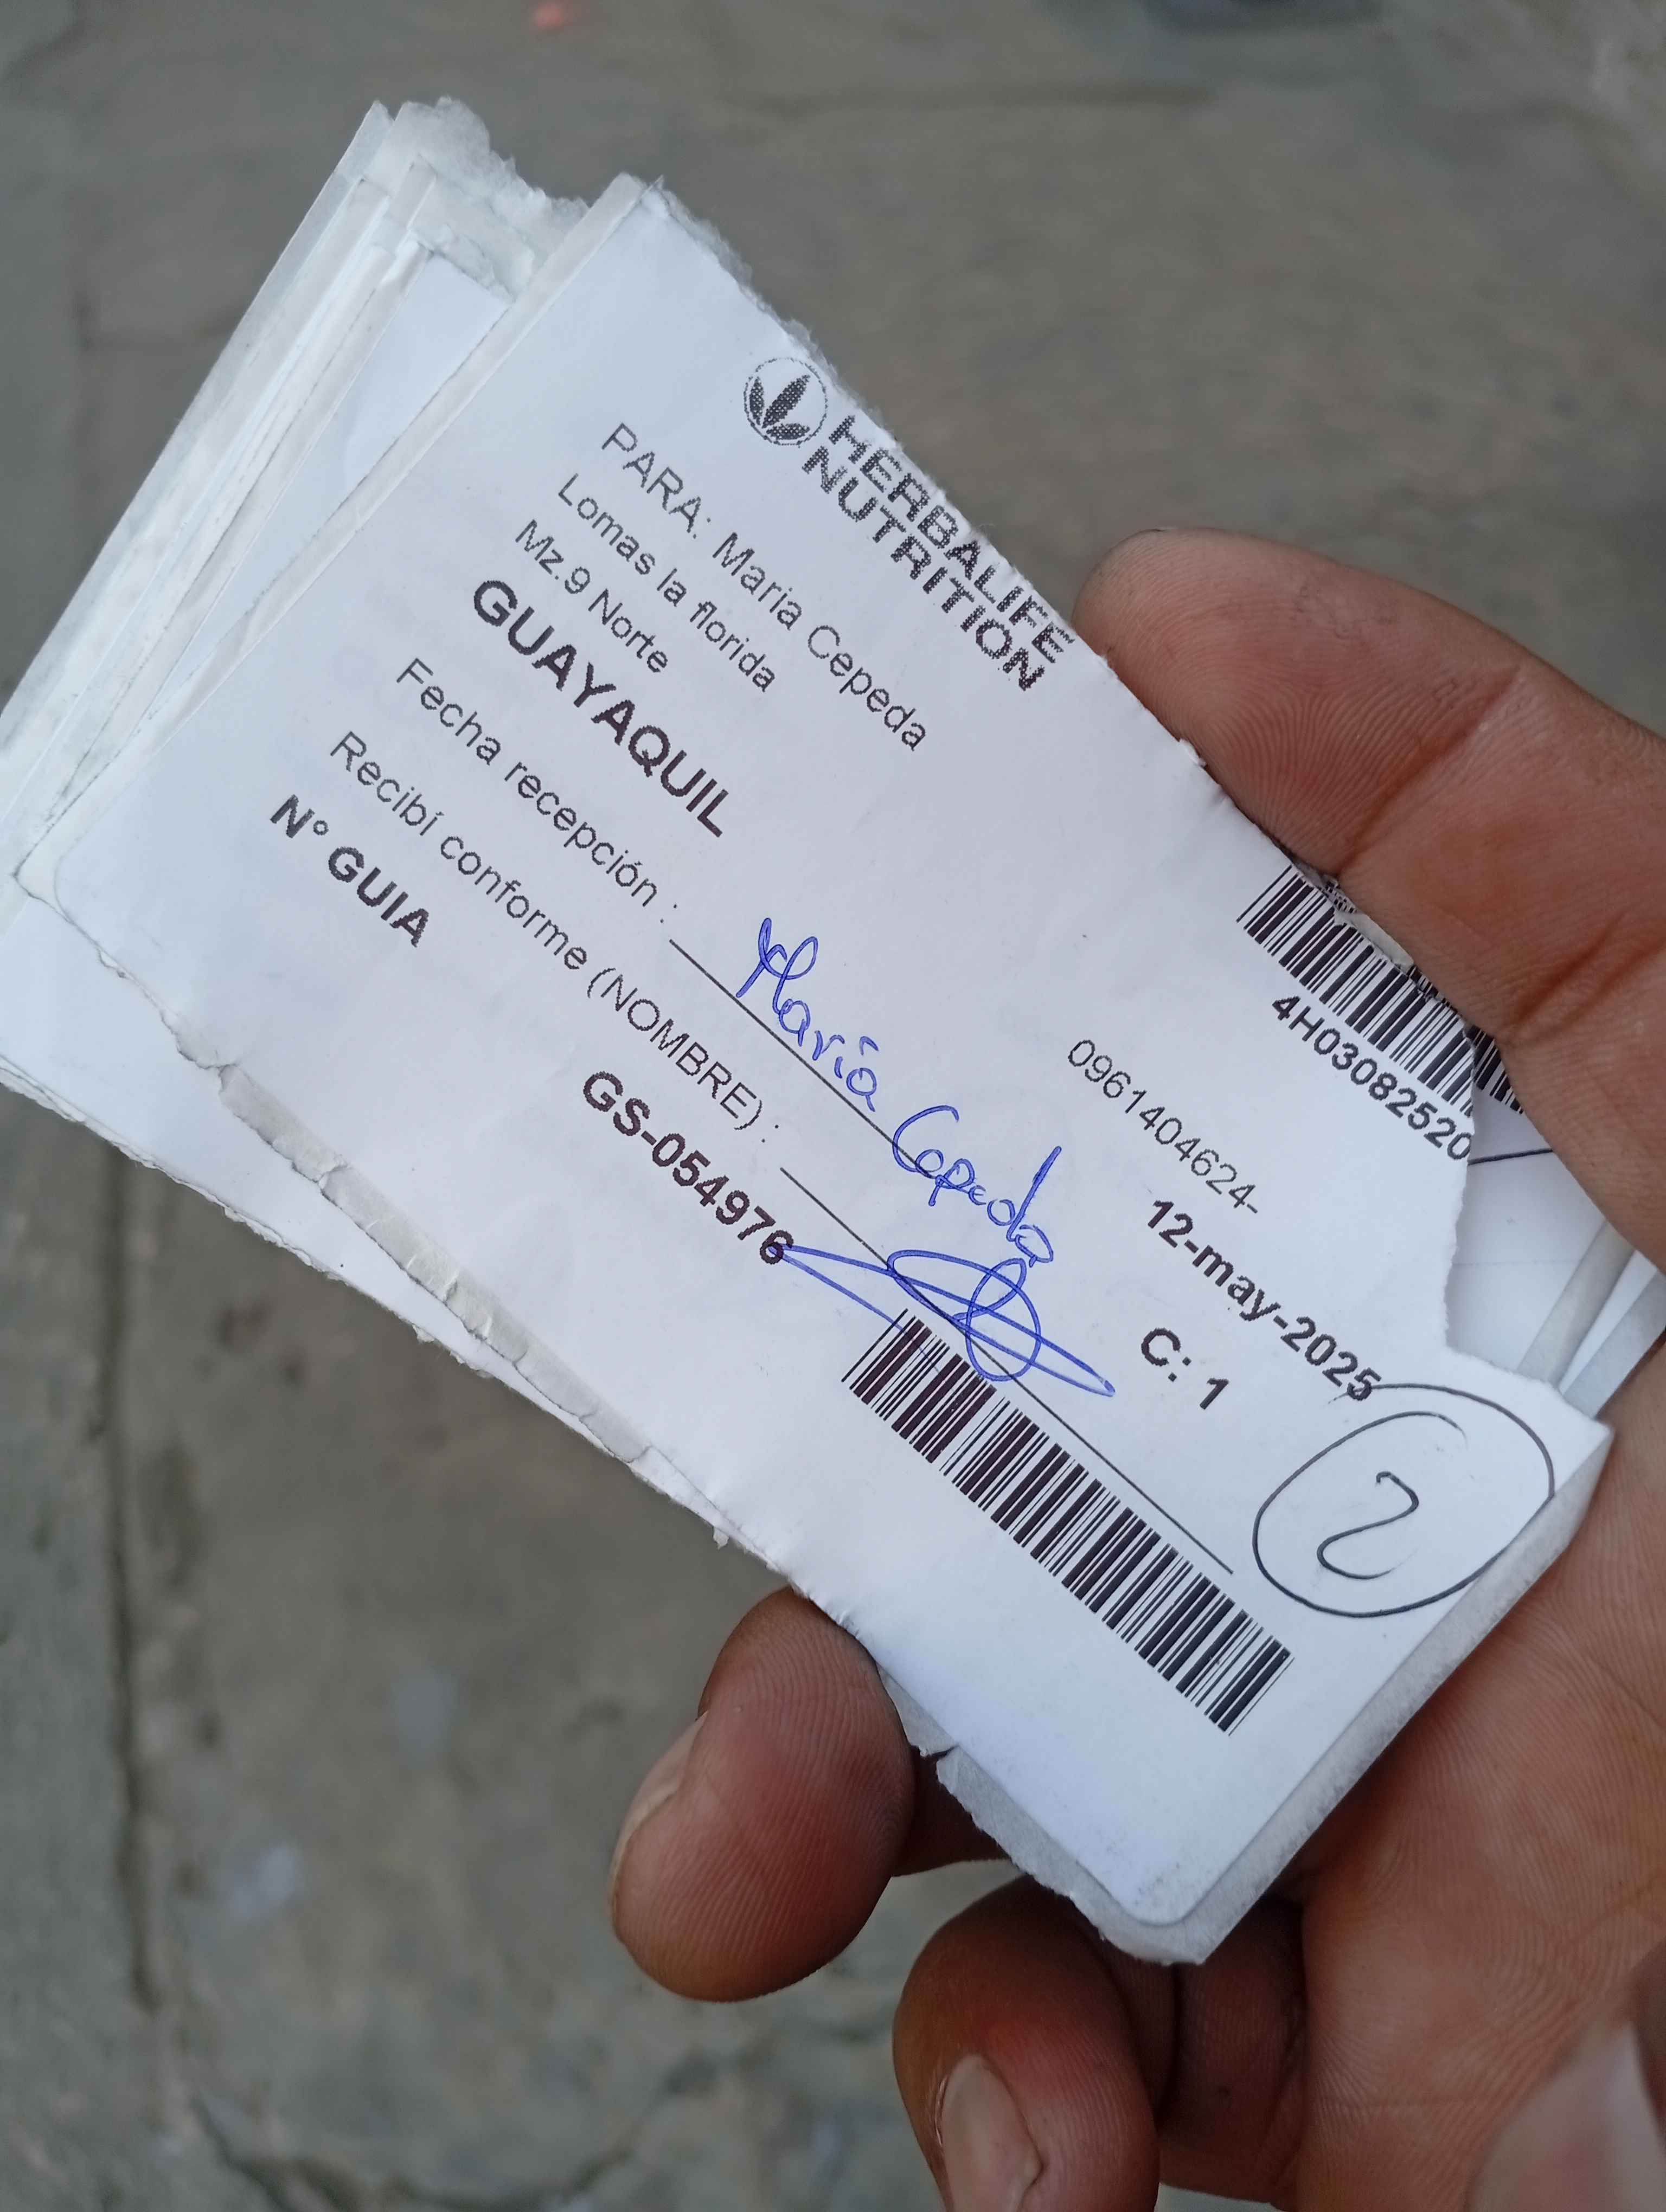 HERBALIFE
NUTRITION
4H03082520
PARA: Maria Cepeda
Lomas la florida
Mz.9 Norte
0961404624-
GUAYAQUIL
12-may-2025
Fecha recepción :
María Cepeda
C: 1
Recibí conforme (NOMBRE) :
2
N° GUIA
GS-054976